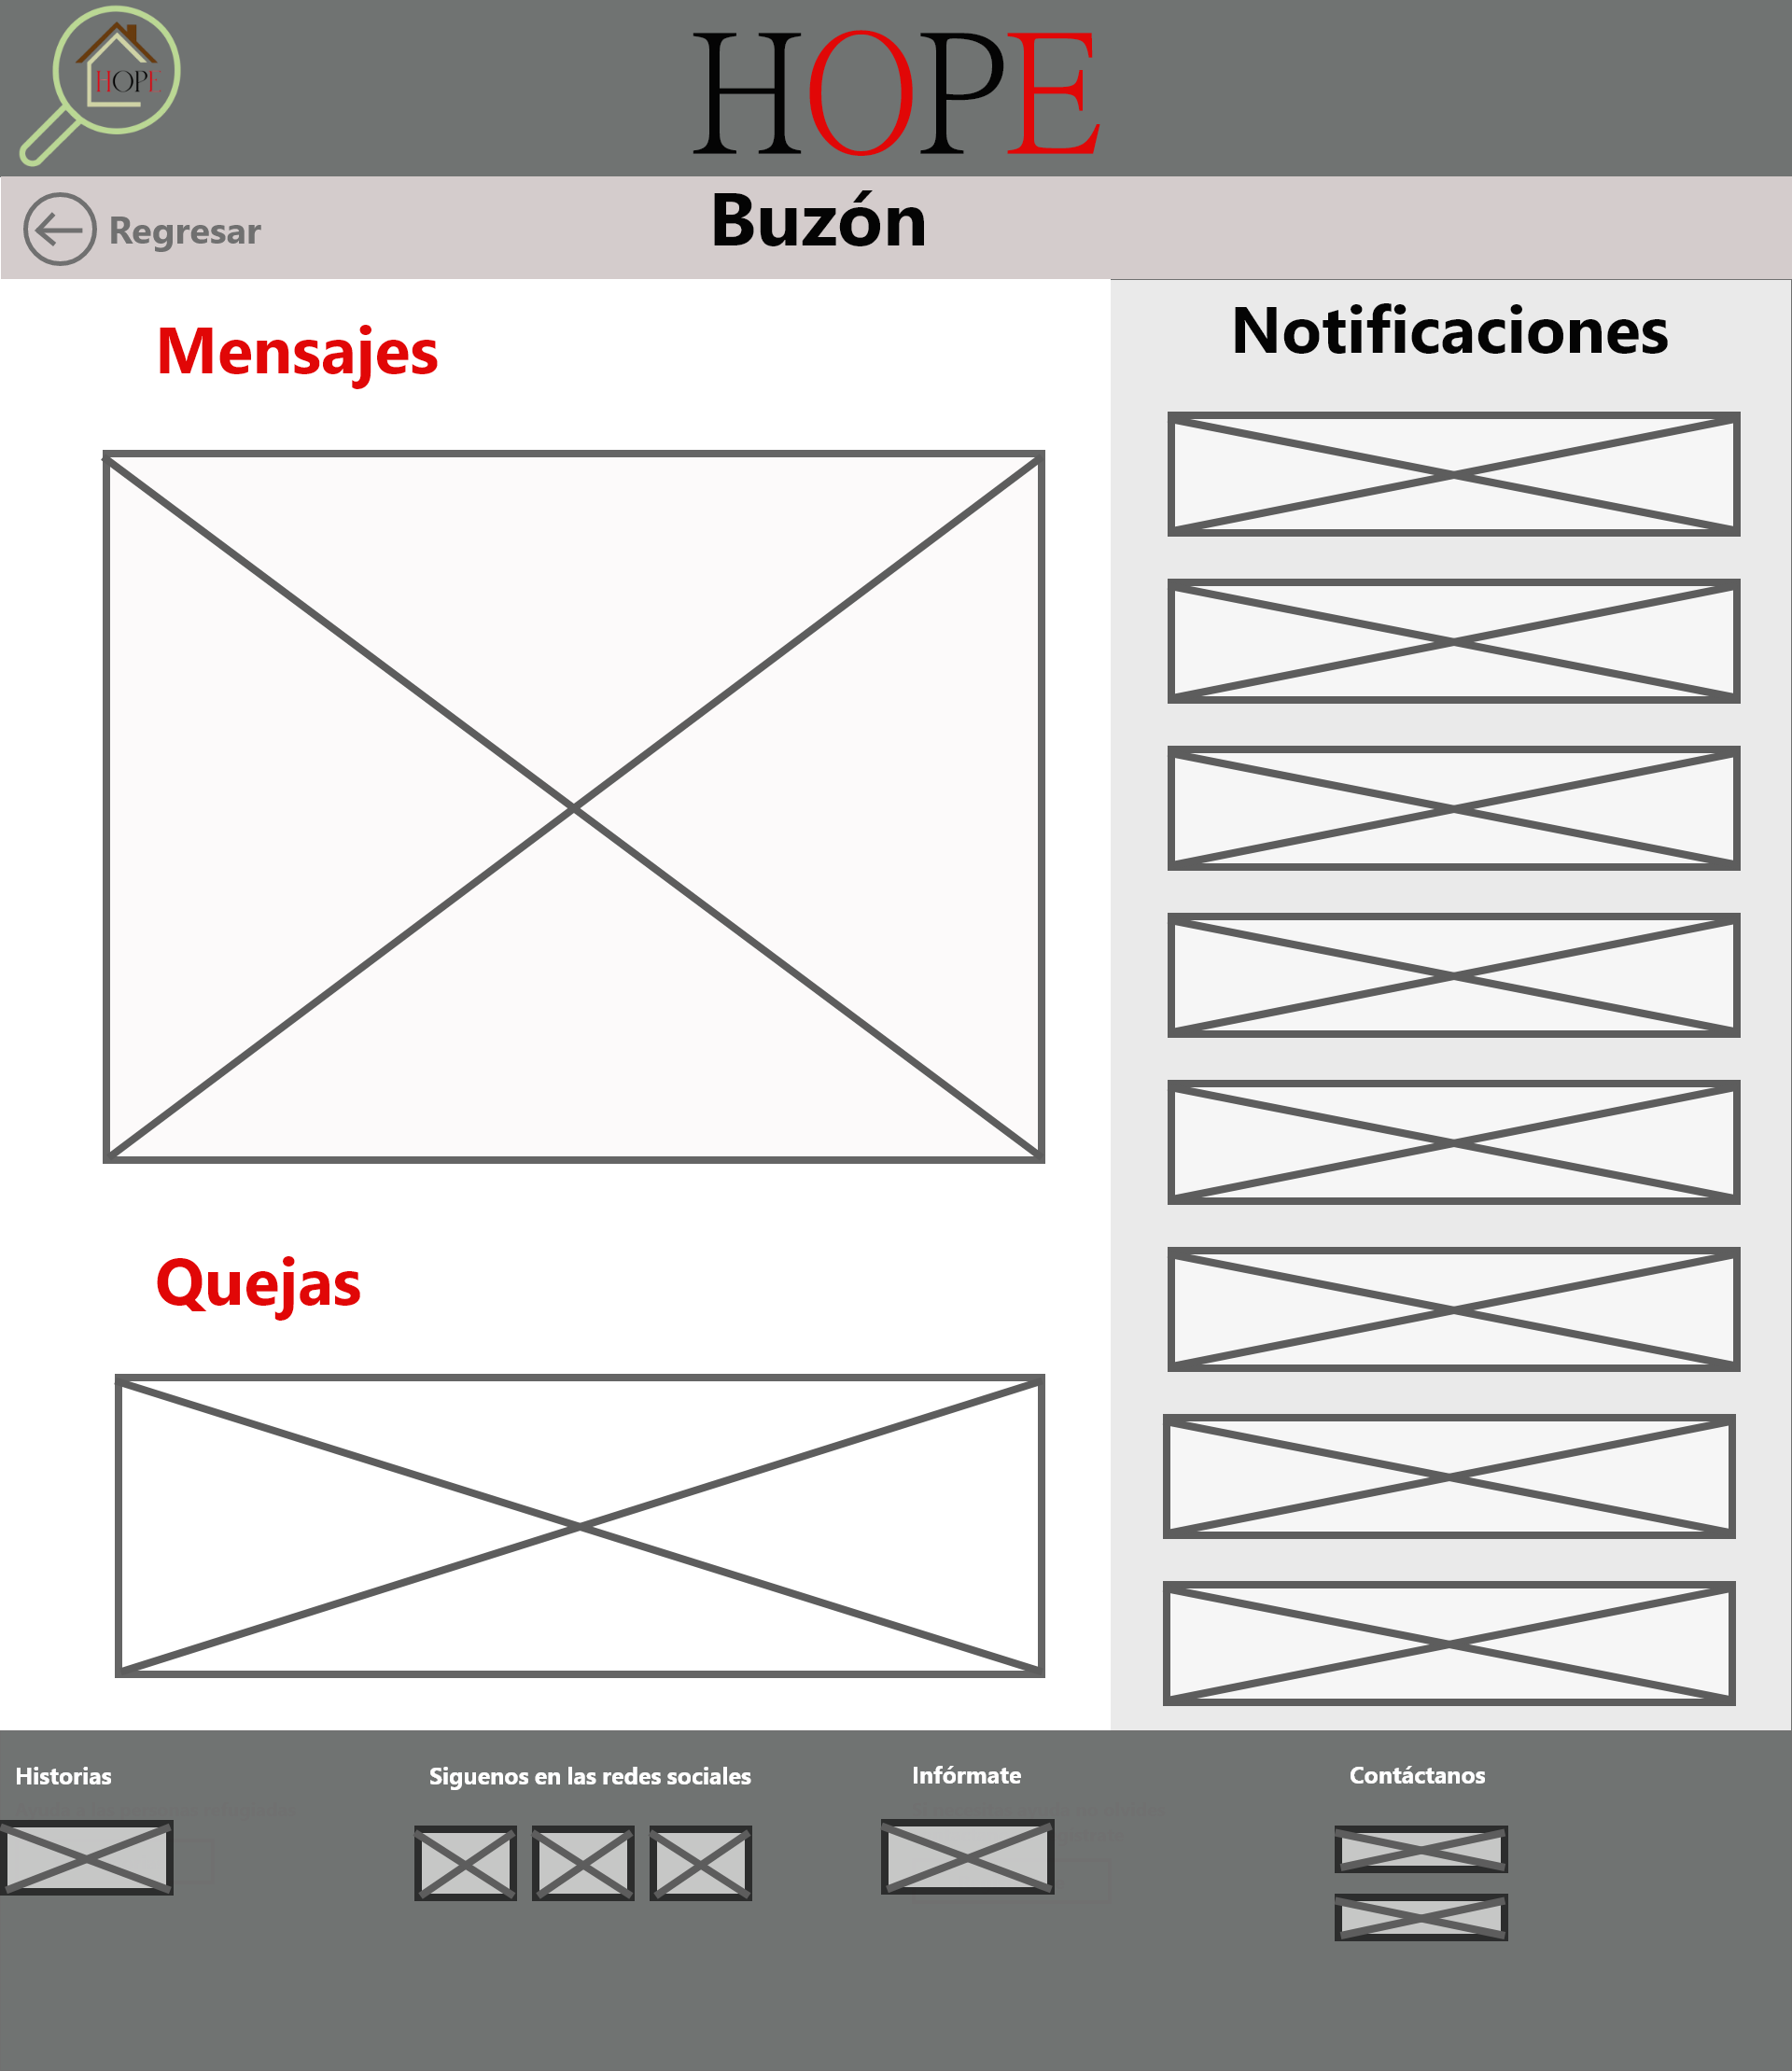 HOPE
HOPE
Buzón
Regresar
Mensajes
Notificaciones
Quejas
Historias
Siguenos en las redes sociales
Infórmate
Contáctanos